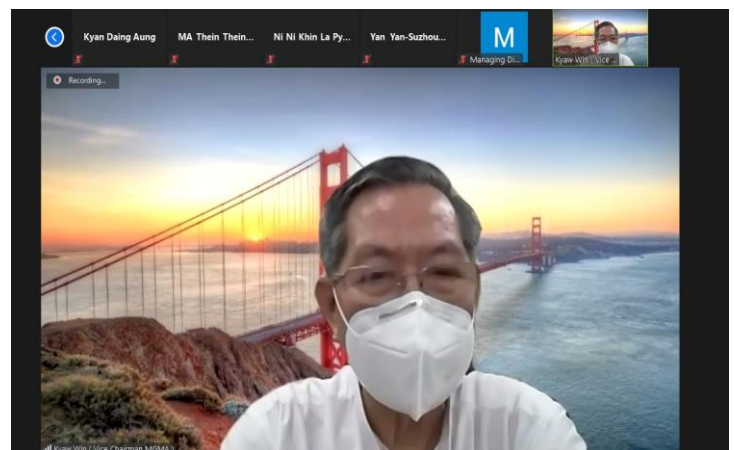 Kyan Daing Aung
MA Thein Thein...
Ni Ni Khin La Py...
Yan Yan-Suzhou...
M
Managing Di...
Kyaw Win ( Vice ...
Recording...
Kyaw Win ( Vice Chairman MGMA )